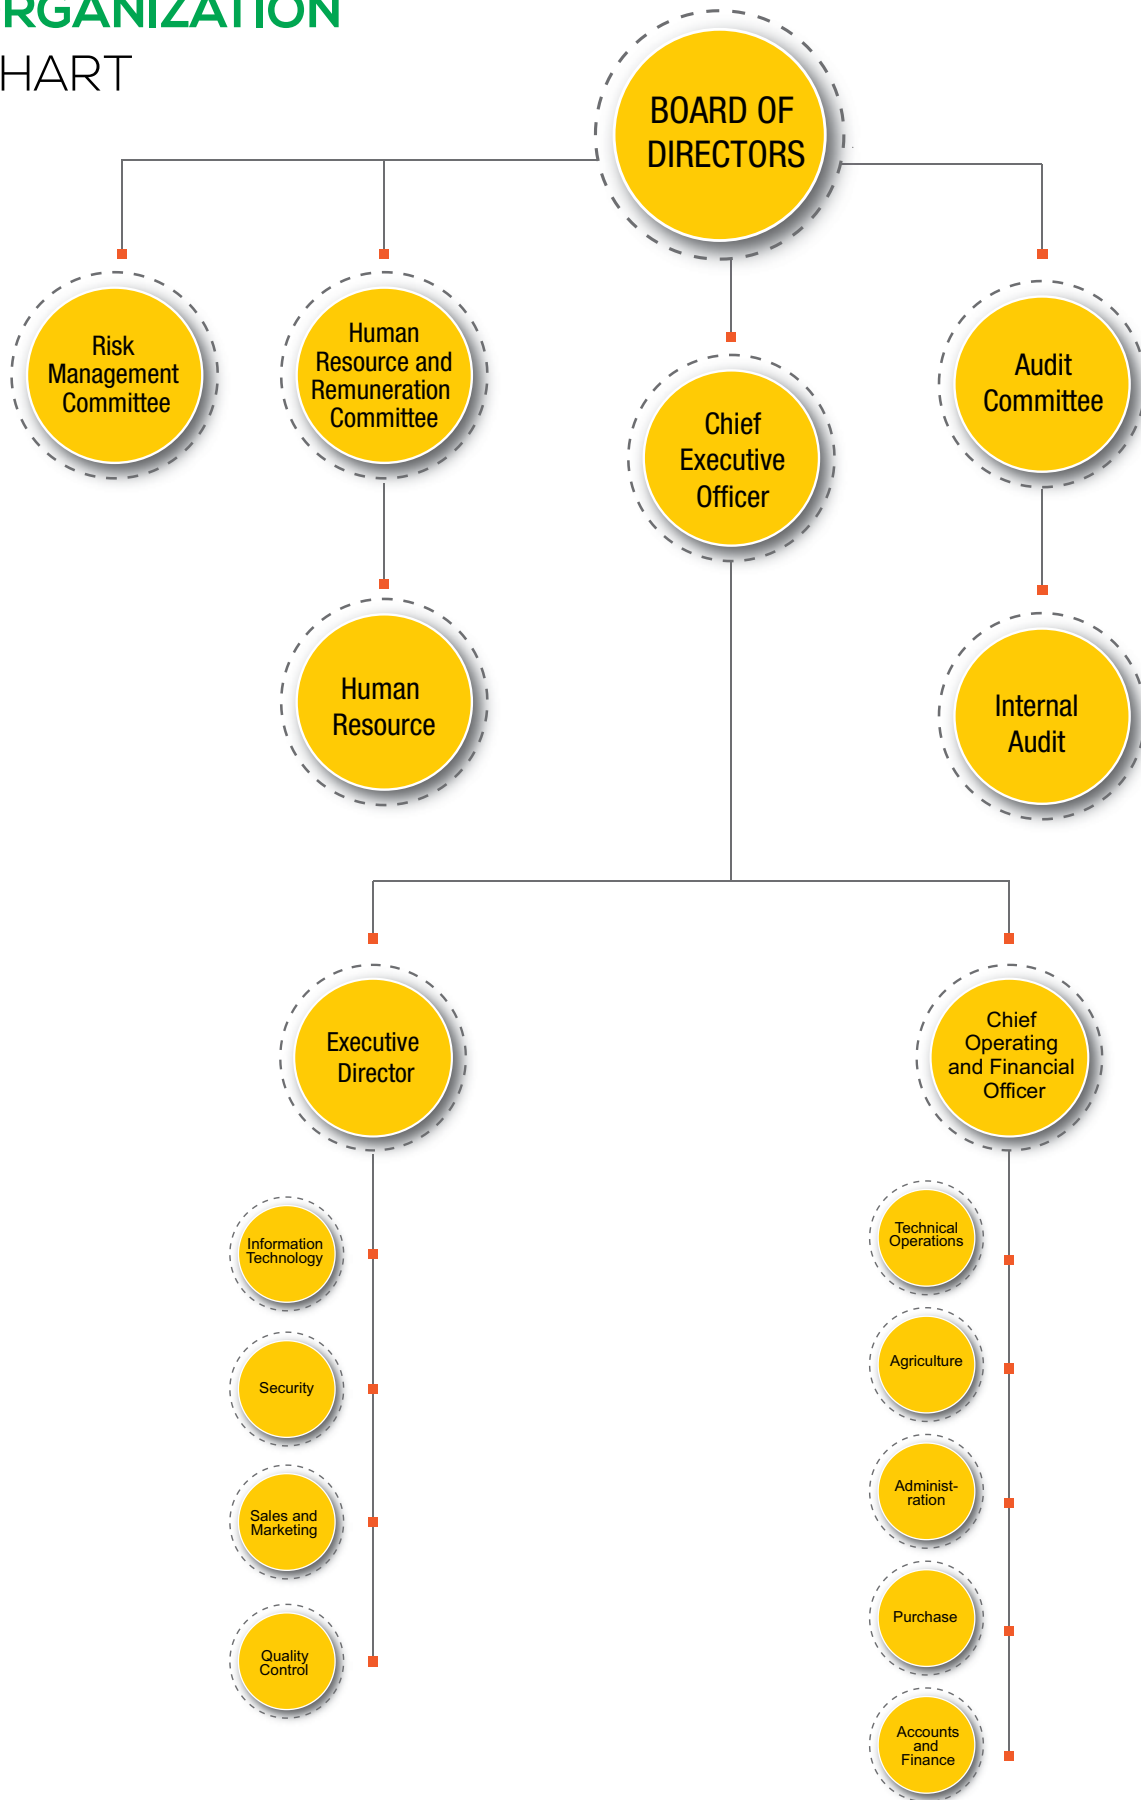 RGANIZATION
HART
BOARD OF
DIRECTORS
Risk
Management
Committee
Human
Resource and
Remuneration
Committee
Chief
Executive
Officer
Audit
Committee
Human
Resource
Internal
Audit
Executive
Director
Chief
Operating
and Financial
Officer
Information
Technology
Security
Sales and
Marketing
Quality
Control
Technical
Operations
Agriculture
Administ-
ration
Purchase
Accounts
and
Finance